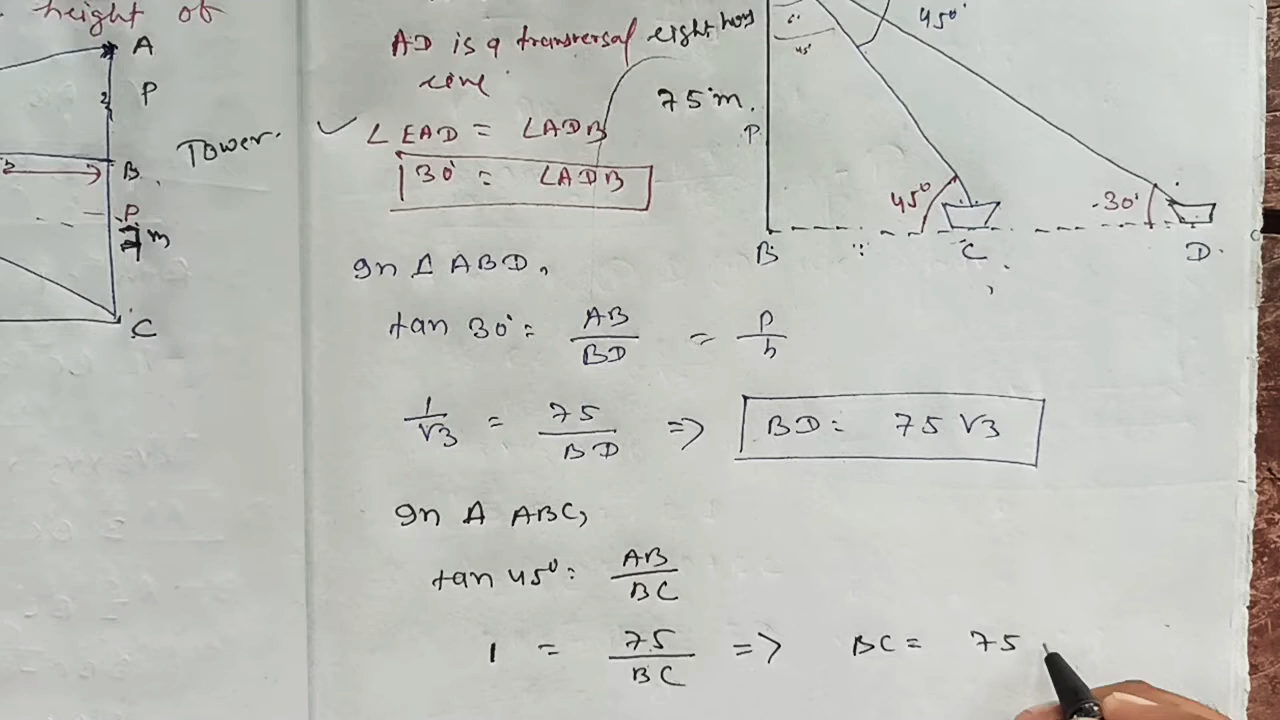 height of
A
P
B
Tower.
P
m
C
AD is a transversal
line
∠EAD = ∠ADB
30° = ∠ADB
45°
75 m.
P
45°
30°
B
C
D
In Δ ABD,
tan 30° = AB/BD = P/b
1/√3 = 75/BD => BD = 75√3
In Δ ABC,
tan 45° = AB/BC
1 = 75/BC => BC = 75